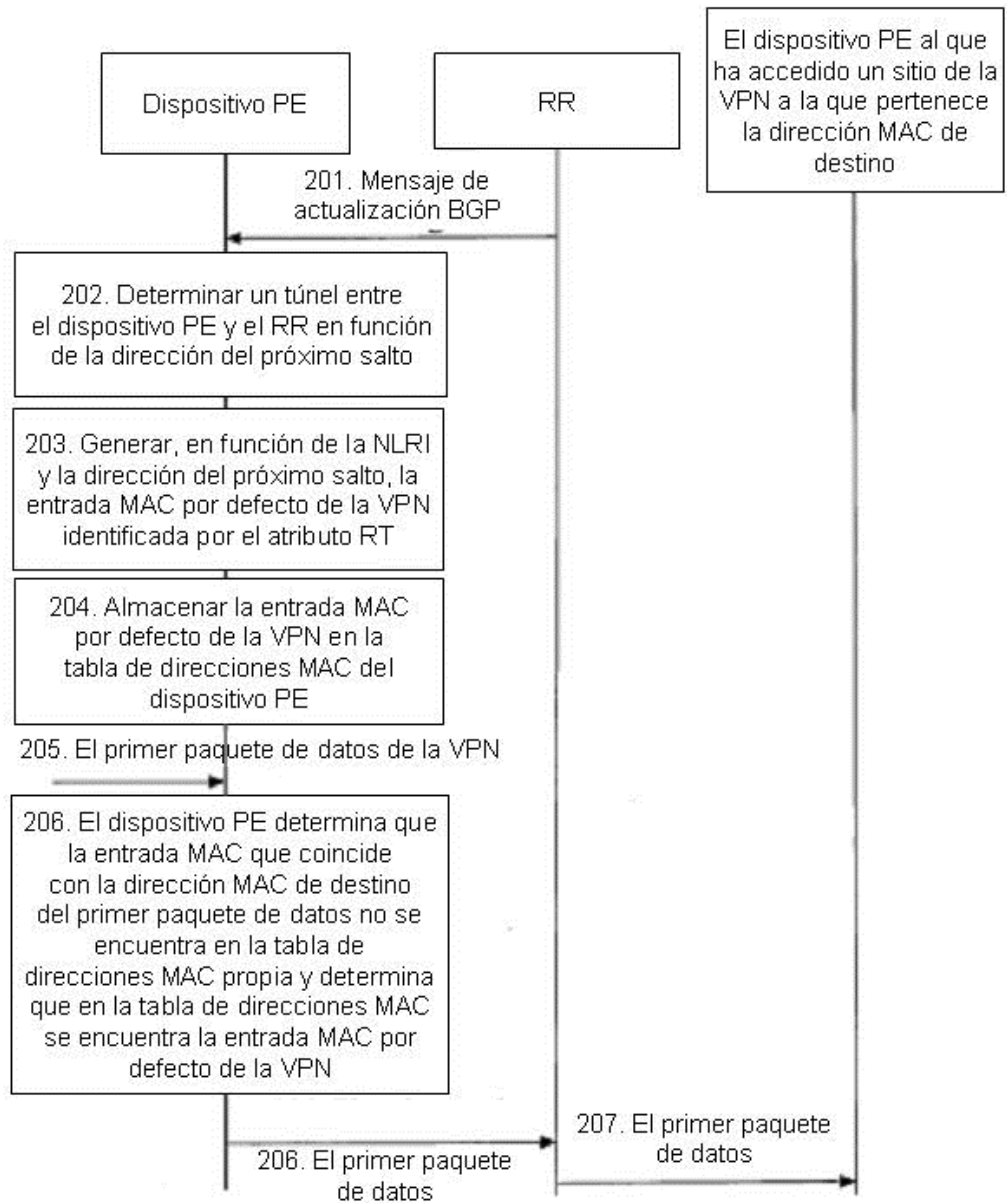 Dispositivo PE
RR
El dispositivo PE al que
ha accedido un sitio de la
VPN a la que pertenece
la dirección MAC de
destino
201. Mensaje de
actualización BGP
202. Determinar un túnel entre
el dispositivo PE y el RR en función
de la dirección del próximo salto
203. Generar, en función de la NLRI
y la dirección del próximo salto, la
entrada MAC por defecto de la VPN
identificada por el atributo RT
204. Almacenar la entrada MAC
por defecto de la VPN en la
tabla de direcciones MAC del
dispositivo PE
205. El primer paquete de datos de la VPN
206. El dispositivo PE determina que
la entrada MAC que coincide
con la dirección MAC de destino
del primer paquete de datos no se
encuentra en la tabla de
direcciones MAC propia y determina
que en la tabla de direcciones MAC
se encuentra la entrada MAC por
defecto de la VPN
206. El primer paquete
de datos
207. El primer paquete
de datos